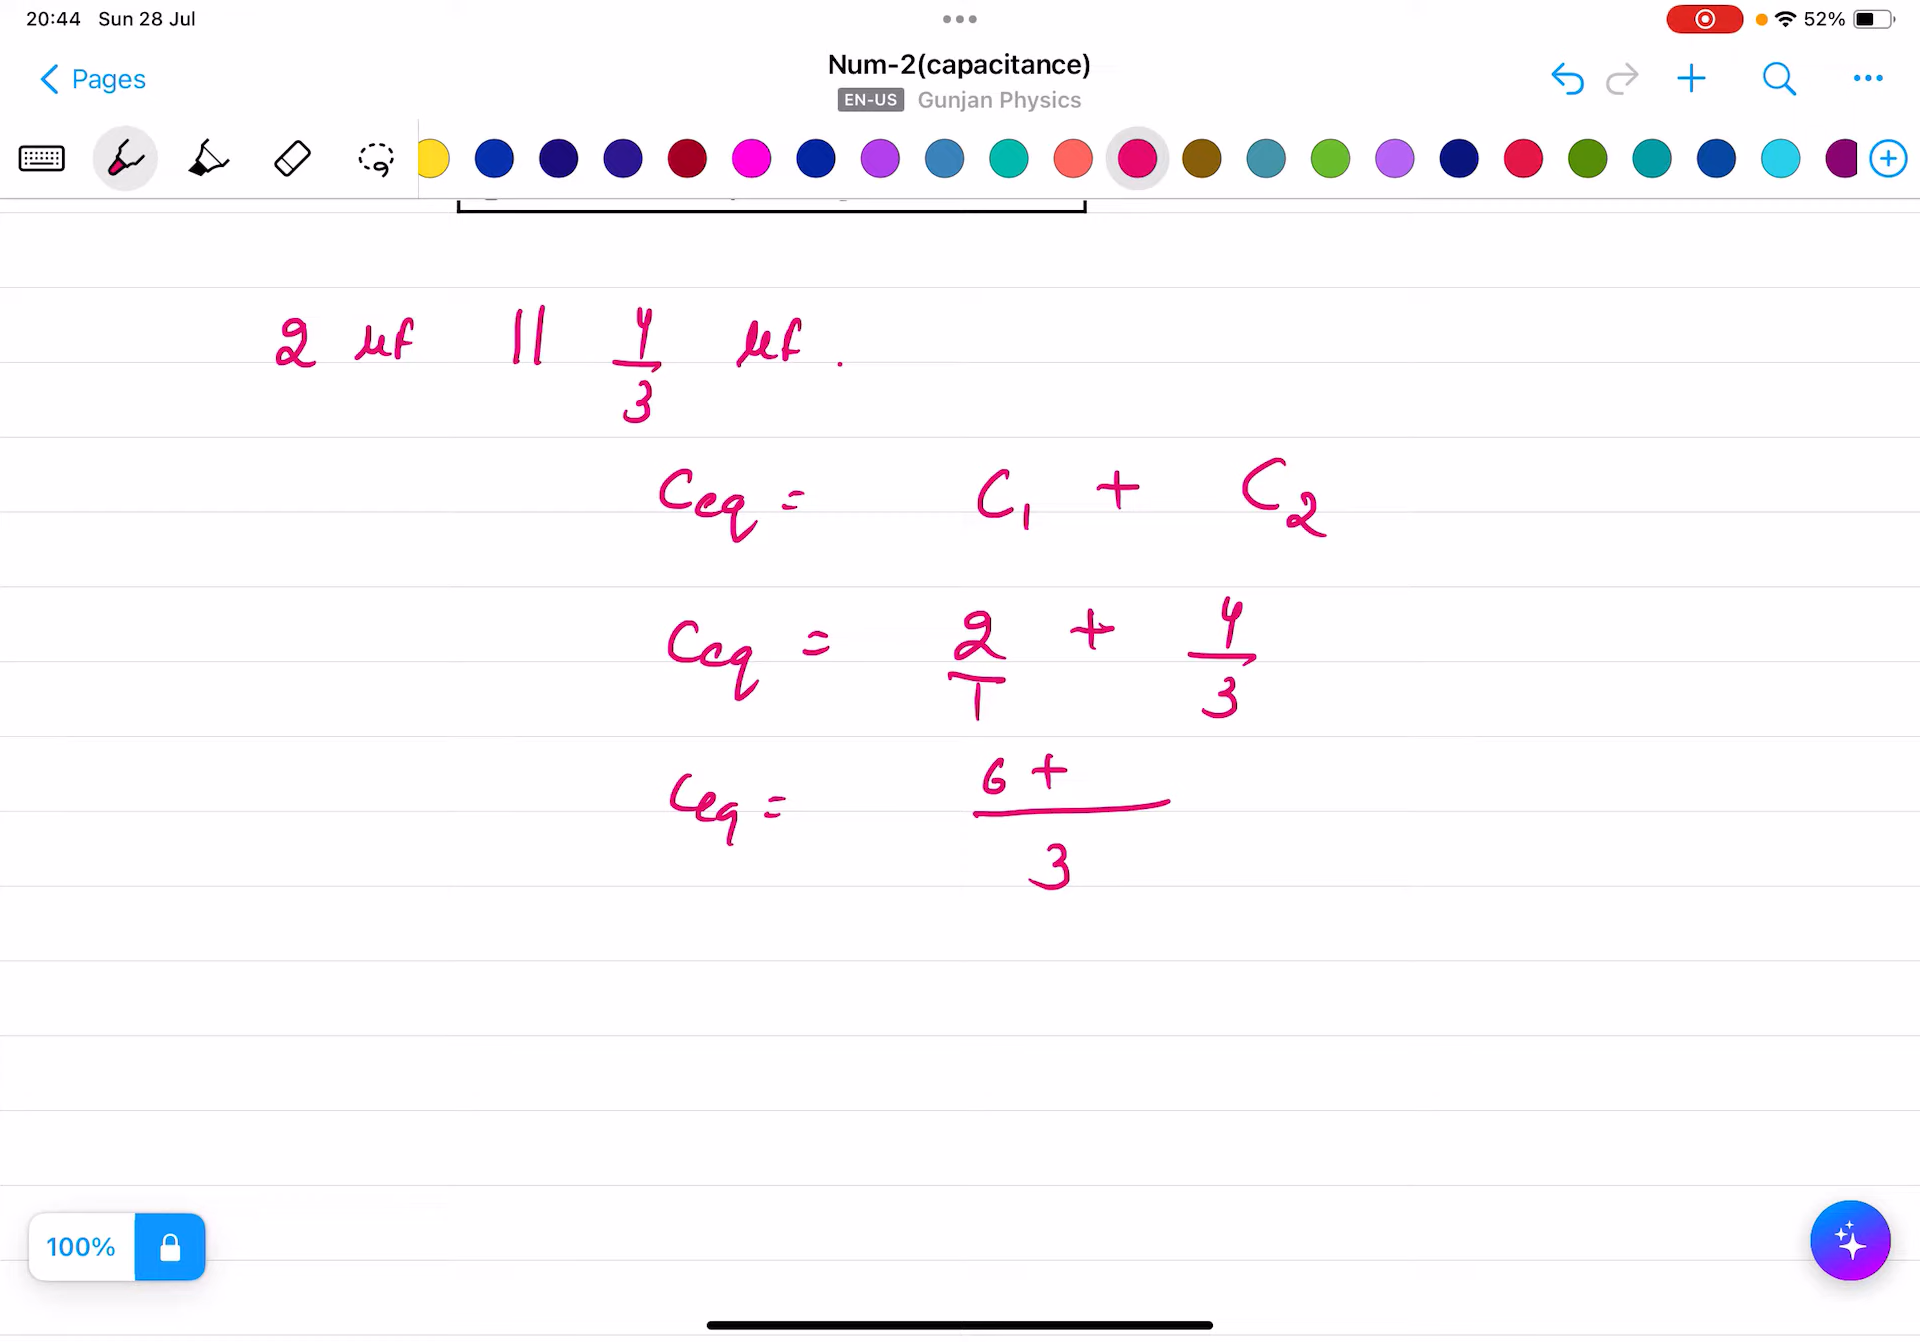 20:44 Sun 28 Jul
52%
Pages
Num-2(capacitance)
EN-US Gunjan Physics
2 μf || 4/3 μf.
Ceq = C₁ + C₂
Ceq = 2/1 + 4/3
Ceq = 6 + / 3
100%